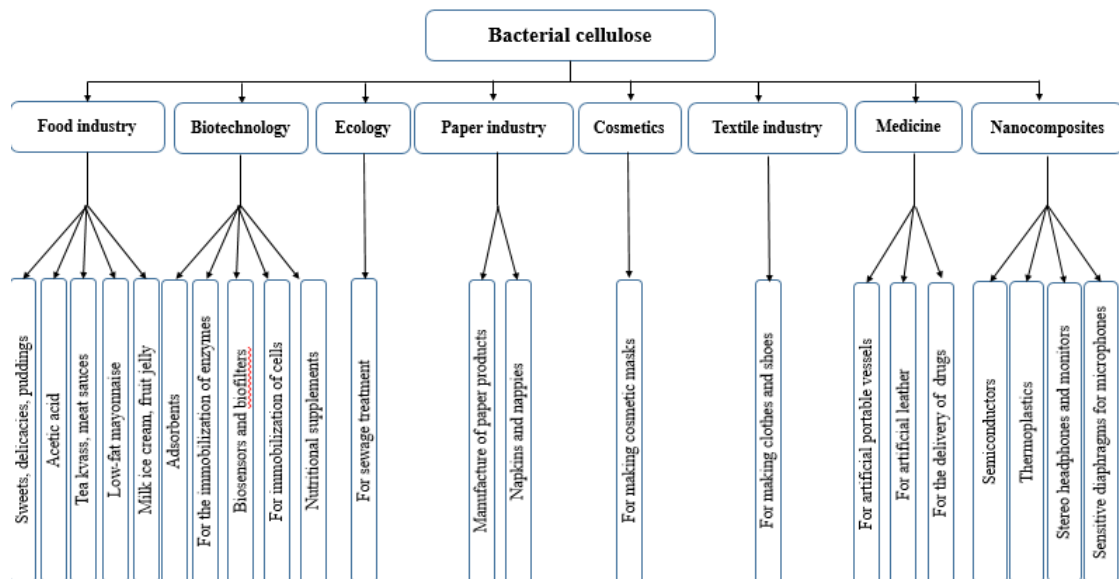 Bacterial cellulose
Food industry
Biotechnology
Ecology
Paper industry
Cosmetics
Textile industry
Medicine
Nanocomposites
Sweets, delicacies, puddings
Acetic acid
Tea kvass, meat sauces
Low-fat mayonnaise
Milk ice cream, fruit jelly
Adsorbents
For the immobilization of enzymes
Biosensors and biofilters
For immobilization of cells
Nutritional supplements
For sewage treatment
Manufacture of paper products
Napkins and nappies
For making cosmetic masks
For making clothes and shoes
For artificial portable vessels
For artificial leather
For the delivery of drugs
Semiconductors
Thermoplastics
Stereo headphones and monitors
Sensitive diaphragms for microphones